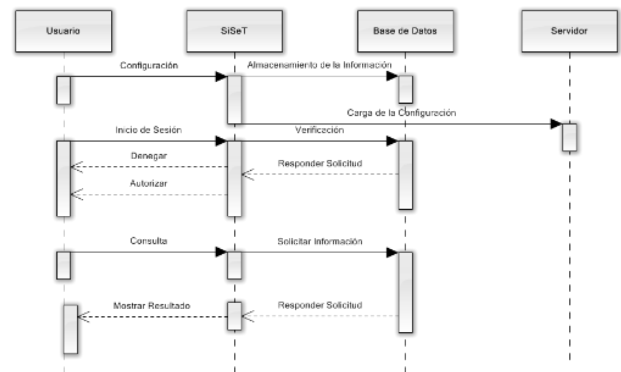 Usuario
SiSeT
Base de Datos
Servidor
Configuración
Almacenamiento de la Información
Carga de la Configuración
Inicio de Sesión
Verificación
Denegar
Responder Solicitud
Autorizar
Consulta
Solicitar Información
Mostrar Resultado
Responder Solicitud